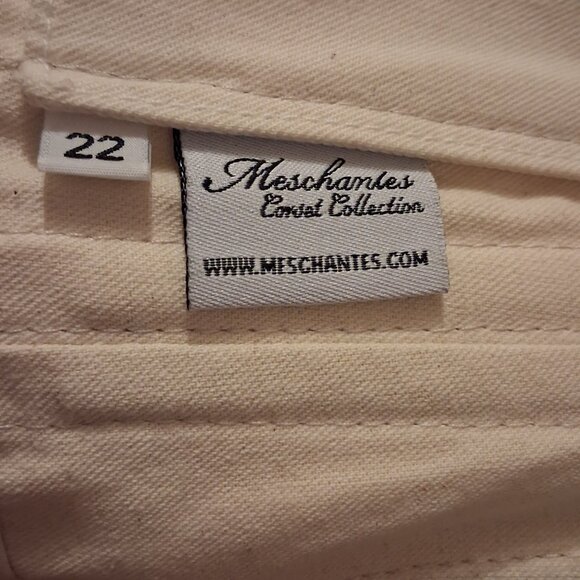 22
Meschantes
Corset Collection
WWW.MESCHANTES.COM